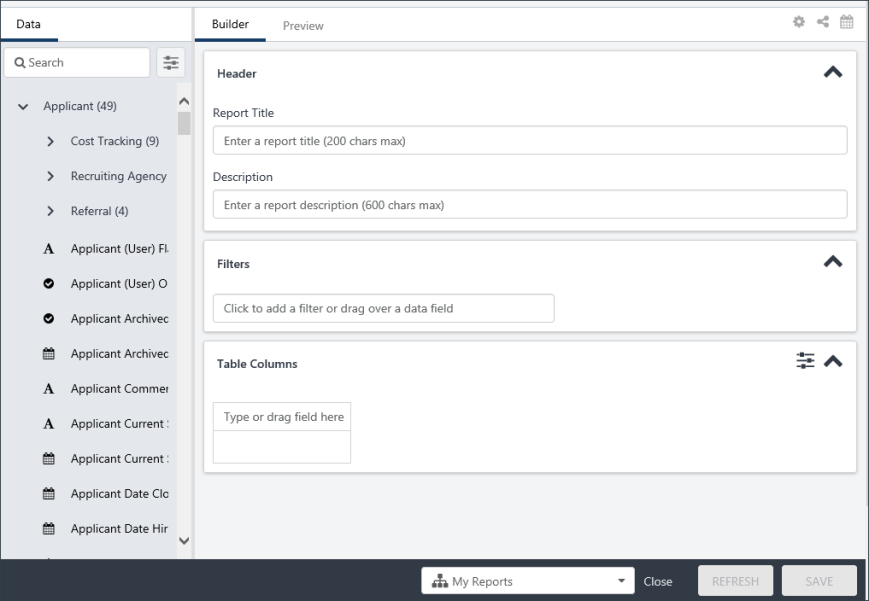 Data
Builder
Preview
Search
Applicant (49)
Cost Tracking (9)
Recruiting Agency
Referral (4)
Applicant (User) Fl
Applicant (User) O
Applicant Archived
Applicant Archived
Applicant Commen
Applicant Current
Applicant Current
Applicant Date Clo
Applicant Date Hir
Header
Report Title
Enter a report title (200 chars max)
Description
Enter a report description (600 chars max)
Filters
Click to add a filter or drag over a data field
Table Columns
Type or drag field here
My Reports
Close
REFRESH
SAVE